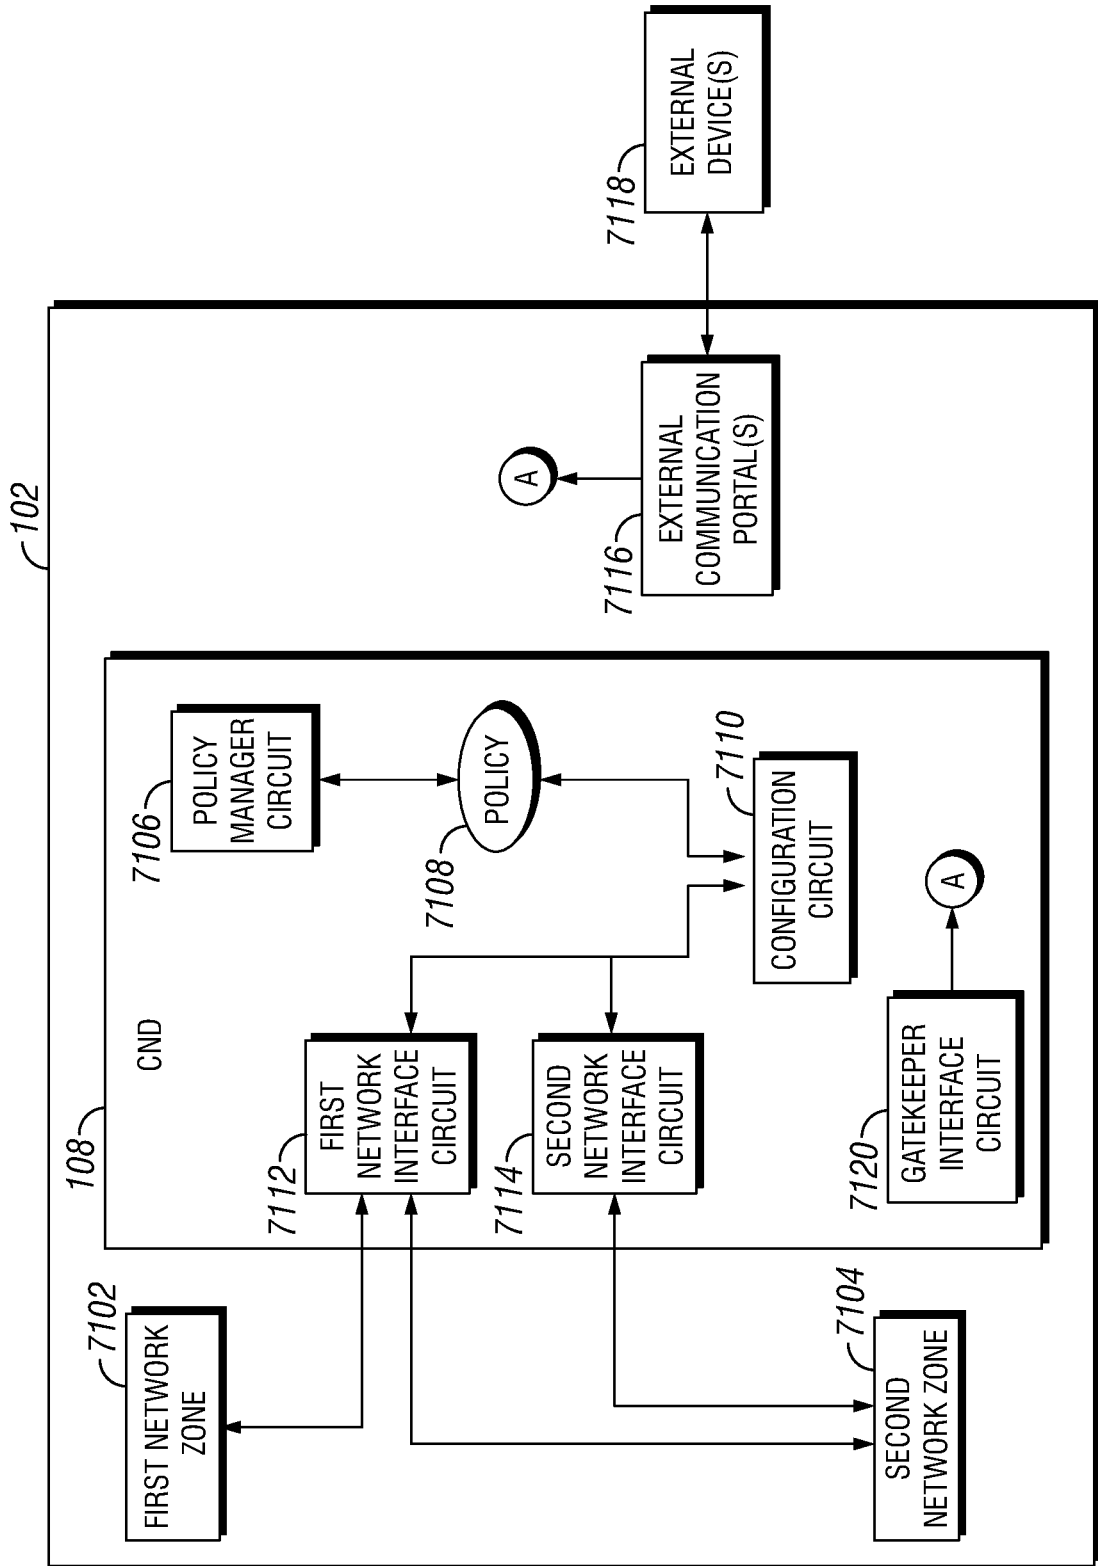 102
108
CND
7102
FIRST NETWORK
ZONE
7104
SECOND
NETWORK ZONE
7112
FIRST
NETWORK
INTERFACE
CIRCUIT
7114
SECOND
NETWORK
INTERFACE
CIRCUIT
7120
GATEKEEPER
INTERFACE
CIRCUIT
A
7106
POLICY
MANAGER
CIRCUIT
7108
POLICY
7110
CONFIGURATION
CIRCUIT
A
7116
EXTERNAL
COMMUNICATION
PORTAL(S)
7118
EXTERNAL
DEVICE(S)